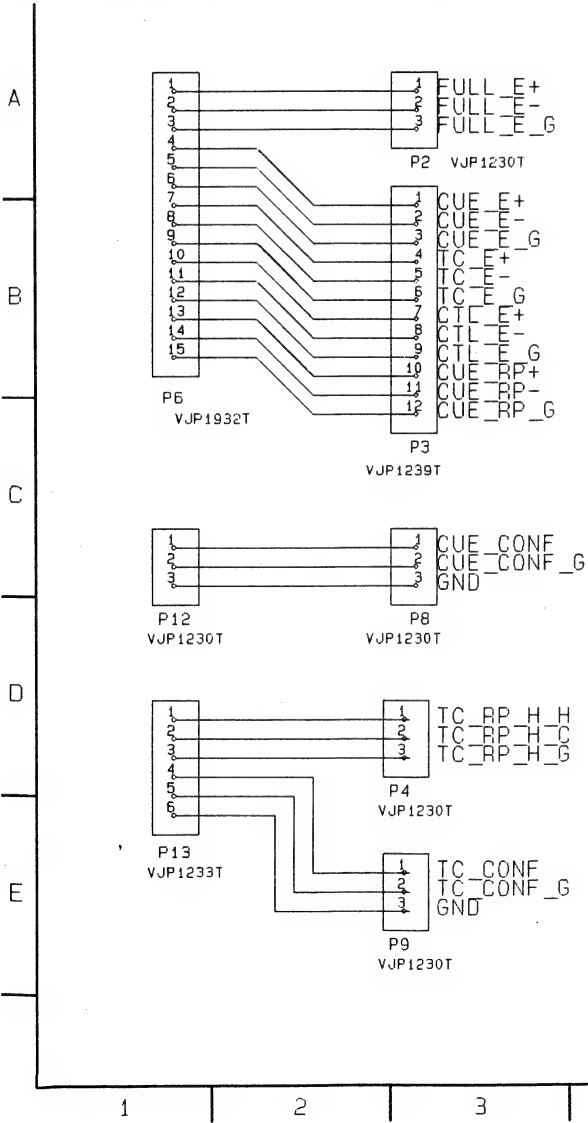 A
B
C
D
E
1
2
3
4
5
6
7
8
9
10
11
12
13
14
15
P6
VJP1932T
1 FULL_E+
2 FULL_E-
3 FULL_E_G
P2 VJP1230T
1 CUE_E+
2 CUE_E-
3 CUE_E_G
4 TC_E+
5 TC_E-
6 TC_E_G
7 CTL_E+
8 CTL_E-
9 CTL_E_G
10 CUE_RP+
11 CUE_RP-
12 CUE_RP_G
P3
VJP1239T
1
2
3
P12
VJP1230T
1 CUE_CONF
2 CUE_CONF_G
3 GND
P8
VJP1230T
1
2
3
4
5
6
P13
VJP1233T
1 TC_RP_H_H
2 TC_RP_H_C
3 TC_RP_H_G
P4
VJP1230T
1 TC_CONF
2 TC_CONF_G
3 GND
P9
VJP1230T
1 2 3